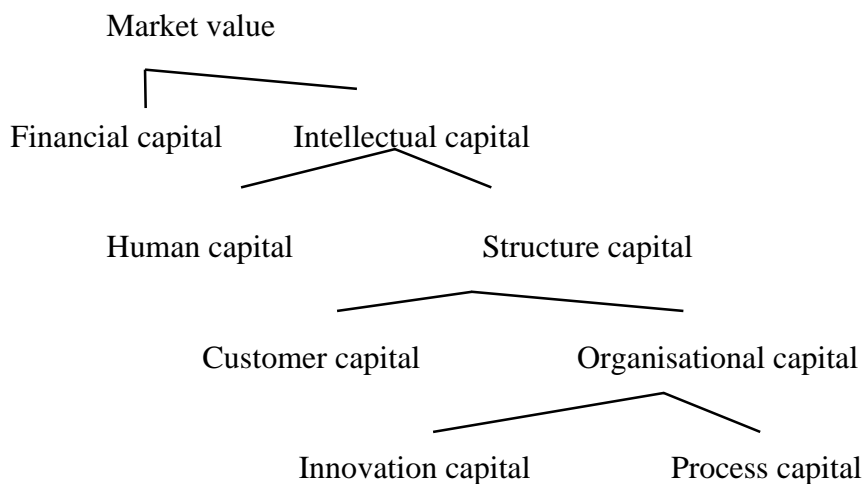 Market value
Financial capital Intellectual capital
Human capital Structure capital
Customer capital Organisational capital
Innovation capital Process capital